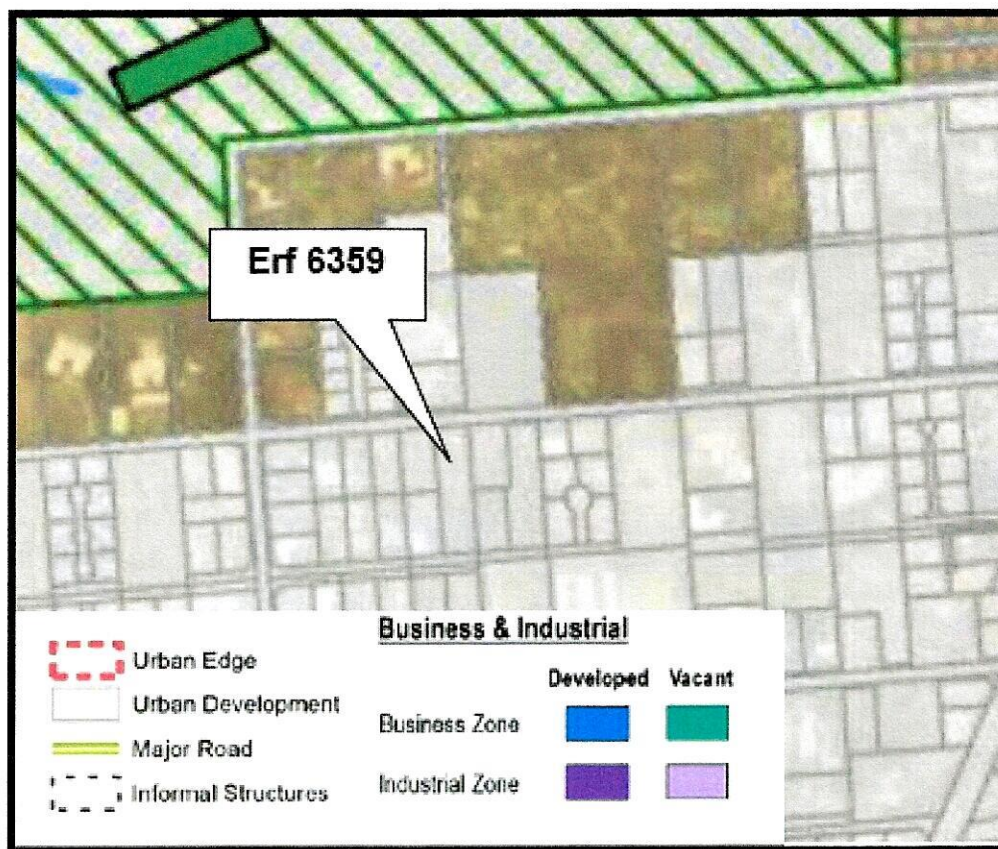 Erf 6359
Urban Edge
Urban Development
Major Road
Informal Structures
Business & Industrial
Developed Vacant
Business Zone
Industrial Zone